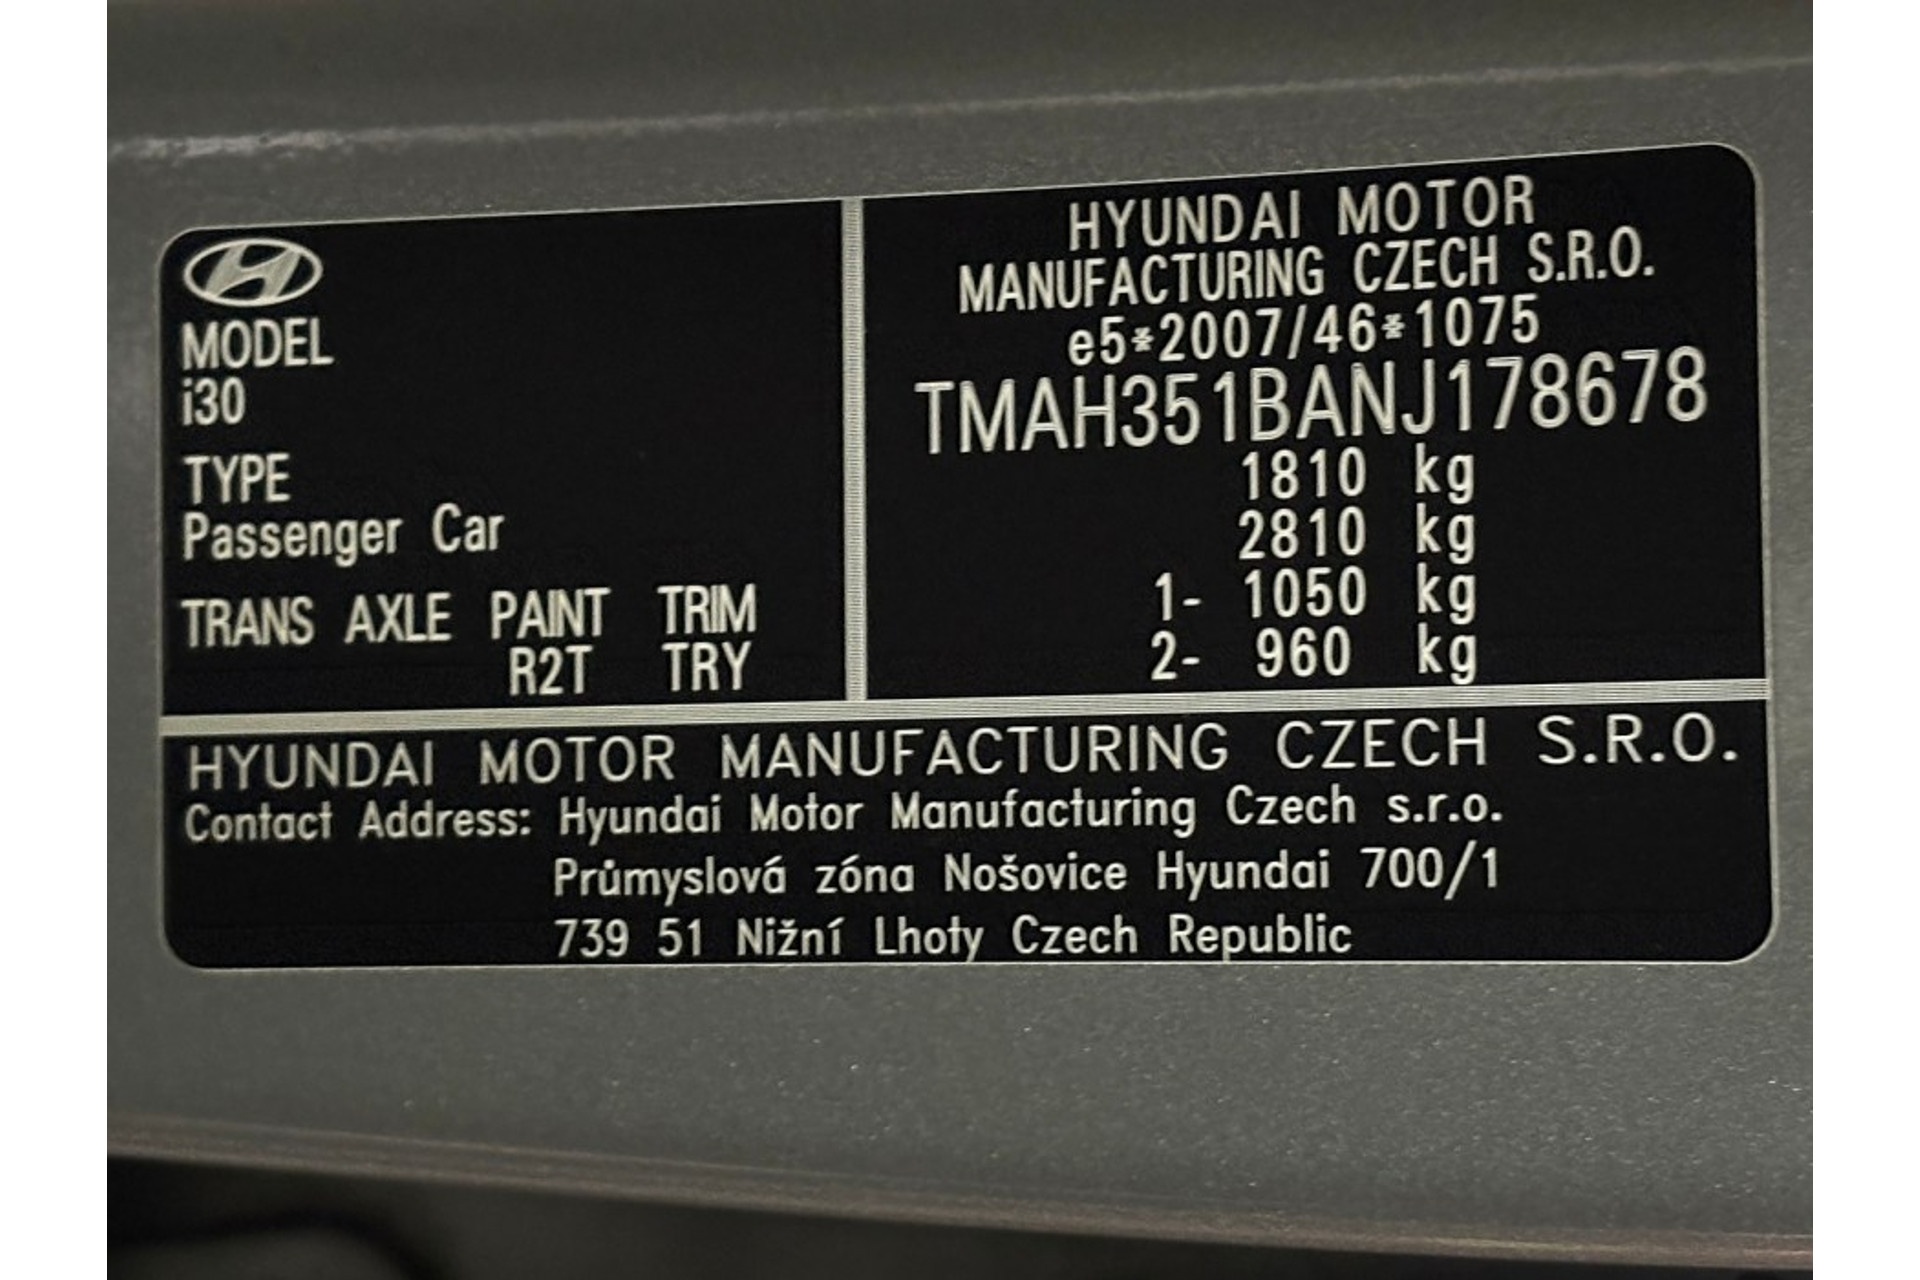 MODEL
i30
TYPE
Passenger Car
TRANS AXLE PAINT TRIM
R2T TRY
HYUNDAI MOTOR
MANUFACTURING CZECH S.R.O.
e5*2007/46*1075
TMAH351BANJ178678
1810 kg
2810 kg
1- 1050 kg
2- 960 kg
HYUNDAI MOTOR MANUFACTURING CZECH S.R.O.
Contact Address: Hyundai Motor Manufacturing Czech s.r.o.
Průmyslová zóna Nošovice Hyundai 700/1
739 51 Nižní Lhoty Czech Republic